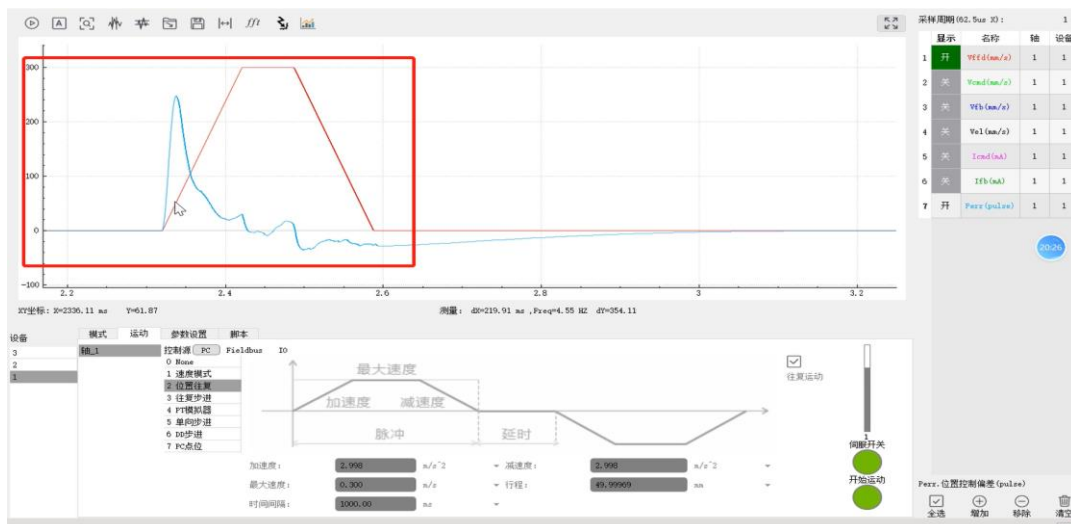 采样周期(62.5us X): 1
显示 名称 轴 设备
1 开 Vffd(mm/s) 1 1
2 关 Vcmd(mm/s) 1 1
3 关 Vfb(mm/s) 1 1
4 关 Vel(mm/s) 1 1
5 关 Icmd(mA) 1 1
6 关 Ifb(mA) 1 1
7 开 Perr(pulse) 1 1
20:26
300
200
100
0
-100
2.2 2.4 2.6 2.8 3 3.2
XY坐标: X=2336.11 ms Y=61.87
测量: dX=219.91 ms ,Freq=4.55 HZ dY=354.11
设备
3
2
1
模式 运动 参数设置 脚本
轴_1
控制源 PC Fieldbus IO
0 None
1 速度模式
2 位置往复
3 往复步进
4 PT模拟器
5 单向步进
6 DD步进
7 PC点位
最大速度
加速度 减速度
脉冲 延时
往复运动
1
伺服开关
开始运动
加速度: 2.998 m/s^2 减速度: 2.998 m/s^2
最大速度: 0.300 m/s 行程: 49.99969 mm
时间间隔: 1000.00 ms
Perr.位置控制偏差(pulse)
全选 增加 移除 清空